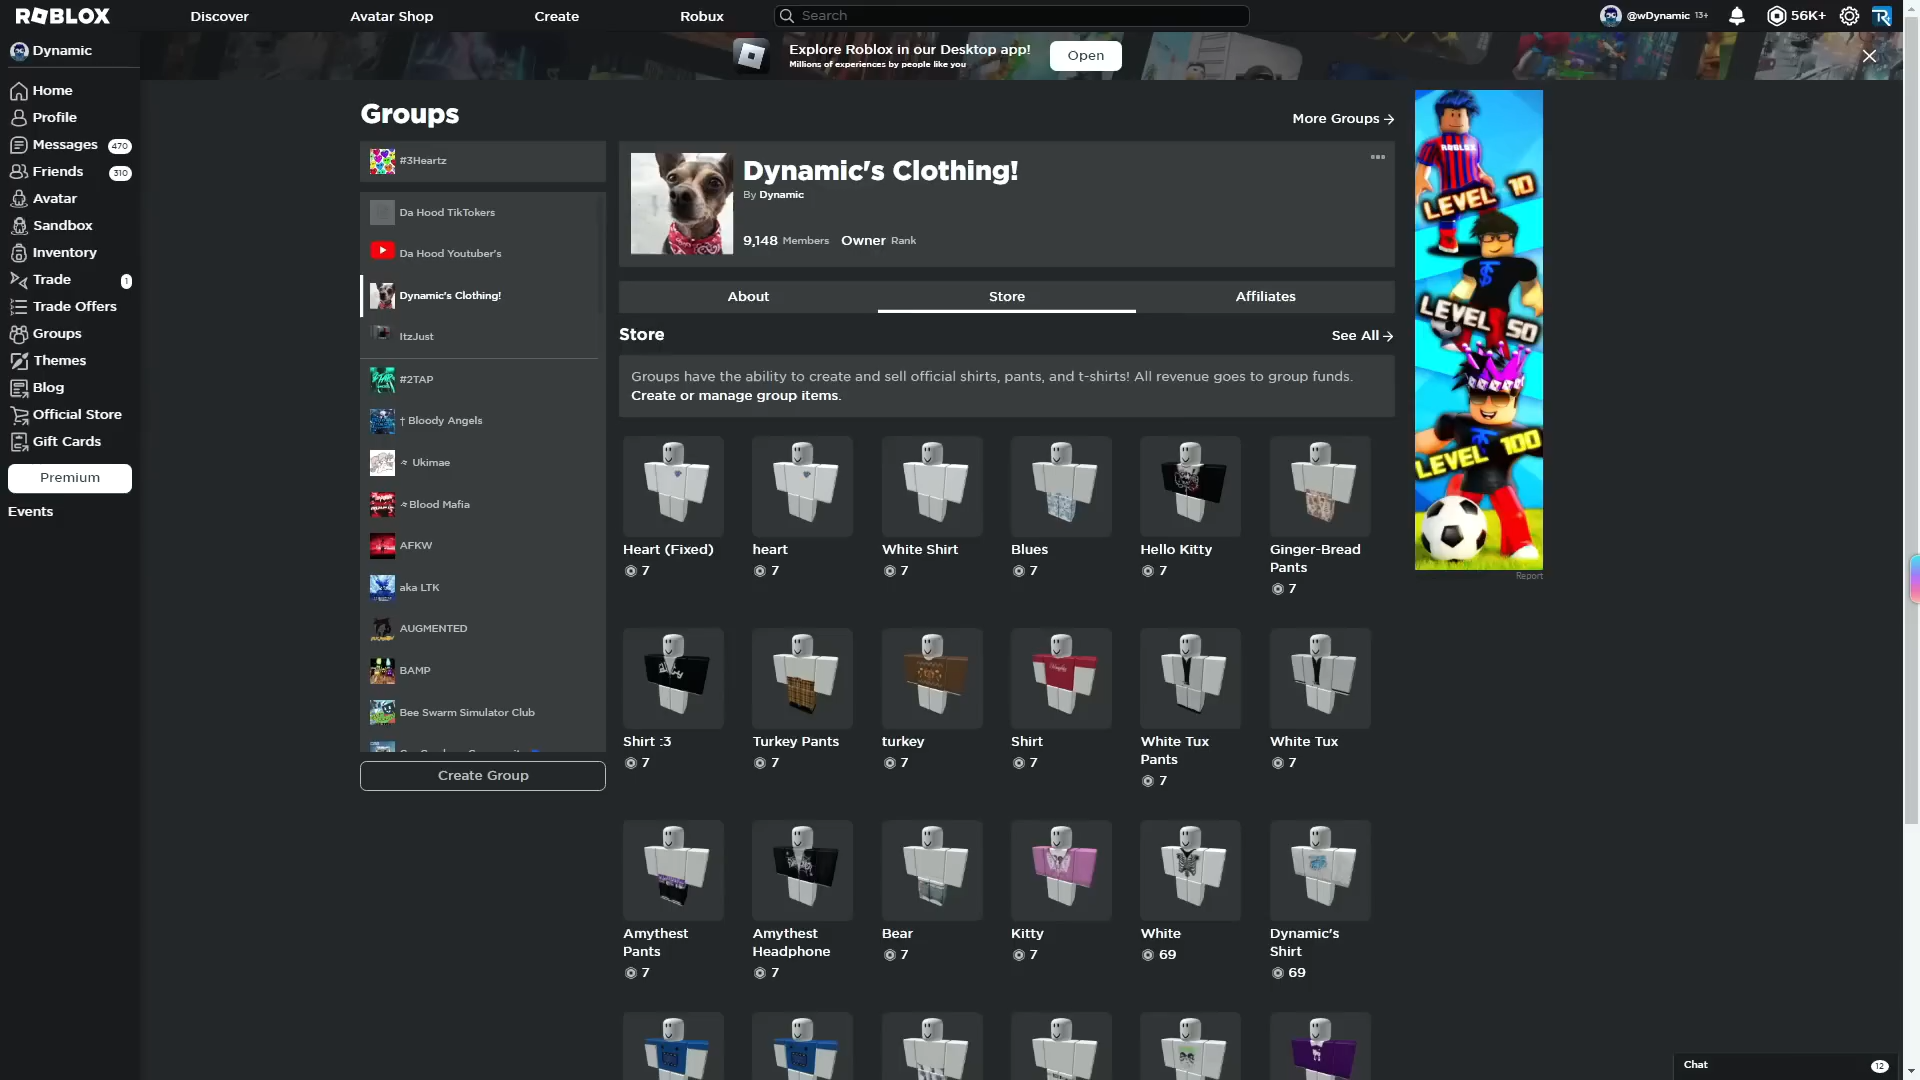 ROBLOX
Discover
Avatar Shop
Create
Robux
Search
@wDynamic 13+
56K+
Dynamic
Explore Roblox in our Desktop app!
Millions of experiences by people like you
Open
Home
Profile
Messages 470
Friends 310
Avatar
Sandbox
Inventory
Trade 1
Trade Offers
Groups
Themes
Blog
Official Store
Gift Cards
Premium
Events
Groups
More Groups
#3Heartz
Da Hood TikTokers
Da Hood Youtuber's
Dynamic's Clothing!
ItzJust
#2TAP
† Bloody Angels
Ukimae
Blood Mafia
AFKW
aka LTK
AUGMENTED
BAMP
Bee Swarm Simulator Club
Create Group
Dynamic's Clothing!
By Dynamic
9,148 Members Owner Rank
About
Store
Affiliates
Store
See All
Groups have the ability to create and sell official shirts, pants, and t-shirts! All revenue goes to group funds.
Create or manage group items.
Heart (Fixed)
7
heart
7
White Shirt
7
Blues
7
Hello Kitty
7
Ginger-Bread
Pants
7
Shirt :3
7
Turkey Pants
7
turkey
7
Shirt
7
White Tux
Pants
7
White Tux
7
Amythest
Pants
7
Amythest
Headphone
7
Bear
7
Kitty
7
White
69
Dynamic's
Shirt
69
ROBLOX
LEVEL 10
LEVEL 50
LEVEL 100
Report
Chat
12